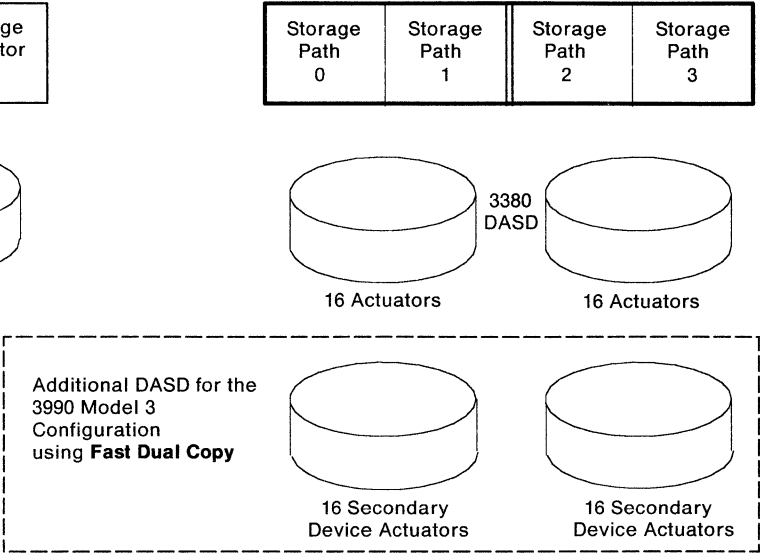 Storage
Path
0
Storage
Path
1
Storage
Path
2
Storage
Path
3
3380
DASD
16 Actuators
16 Actuators
Additional DASD for the
3990 Model 3
Configuration
using Fast Dual Copy
16 Secondary
Device Actuators
16 Secondary
Device Actuators